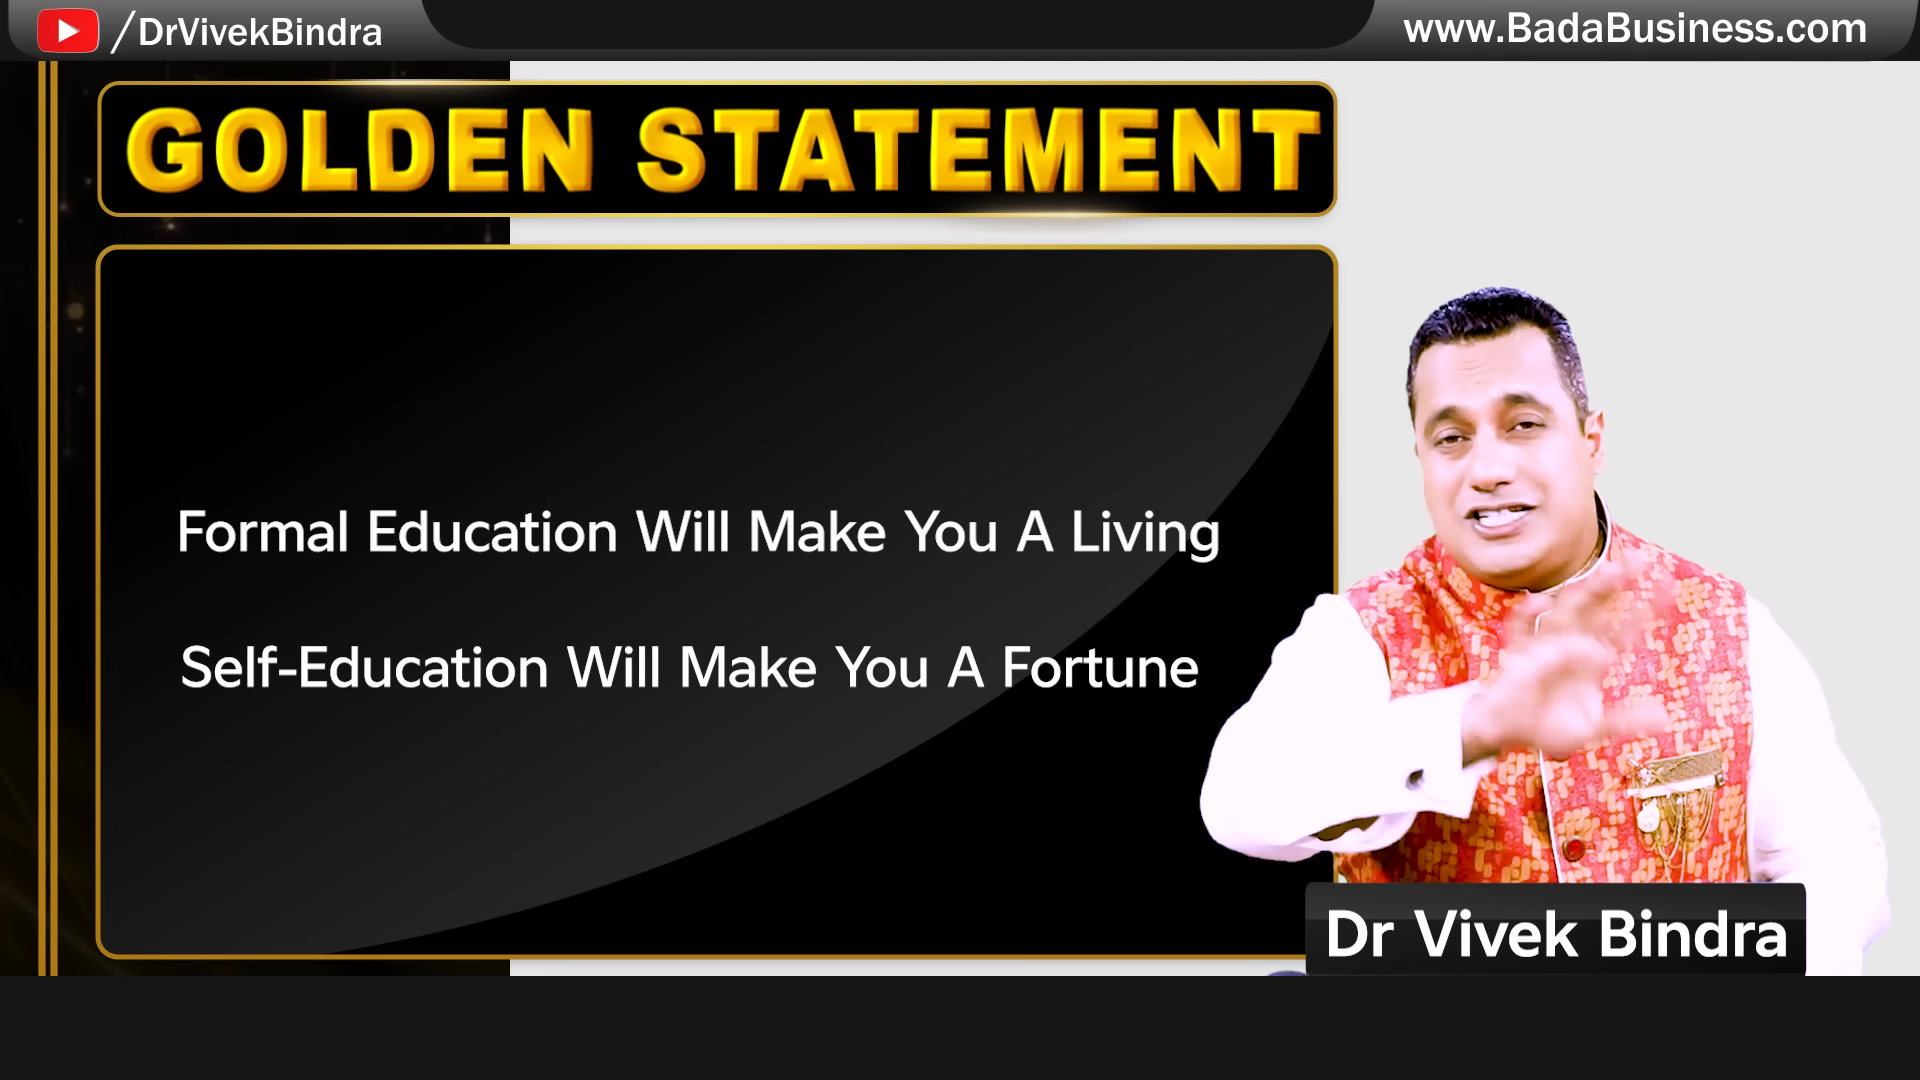 /DrVivekBindra
www.BadaBusiness.com
GOLDEN STATEMENT
Formal Education Will Make You A Living
Self-Education Will Make You A Fortune
Dr Vivek Bindra